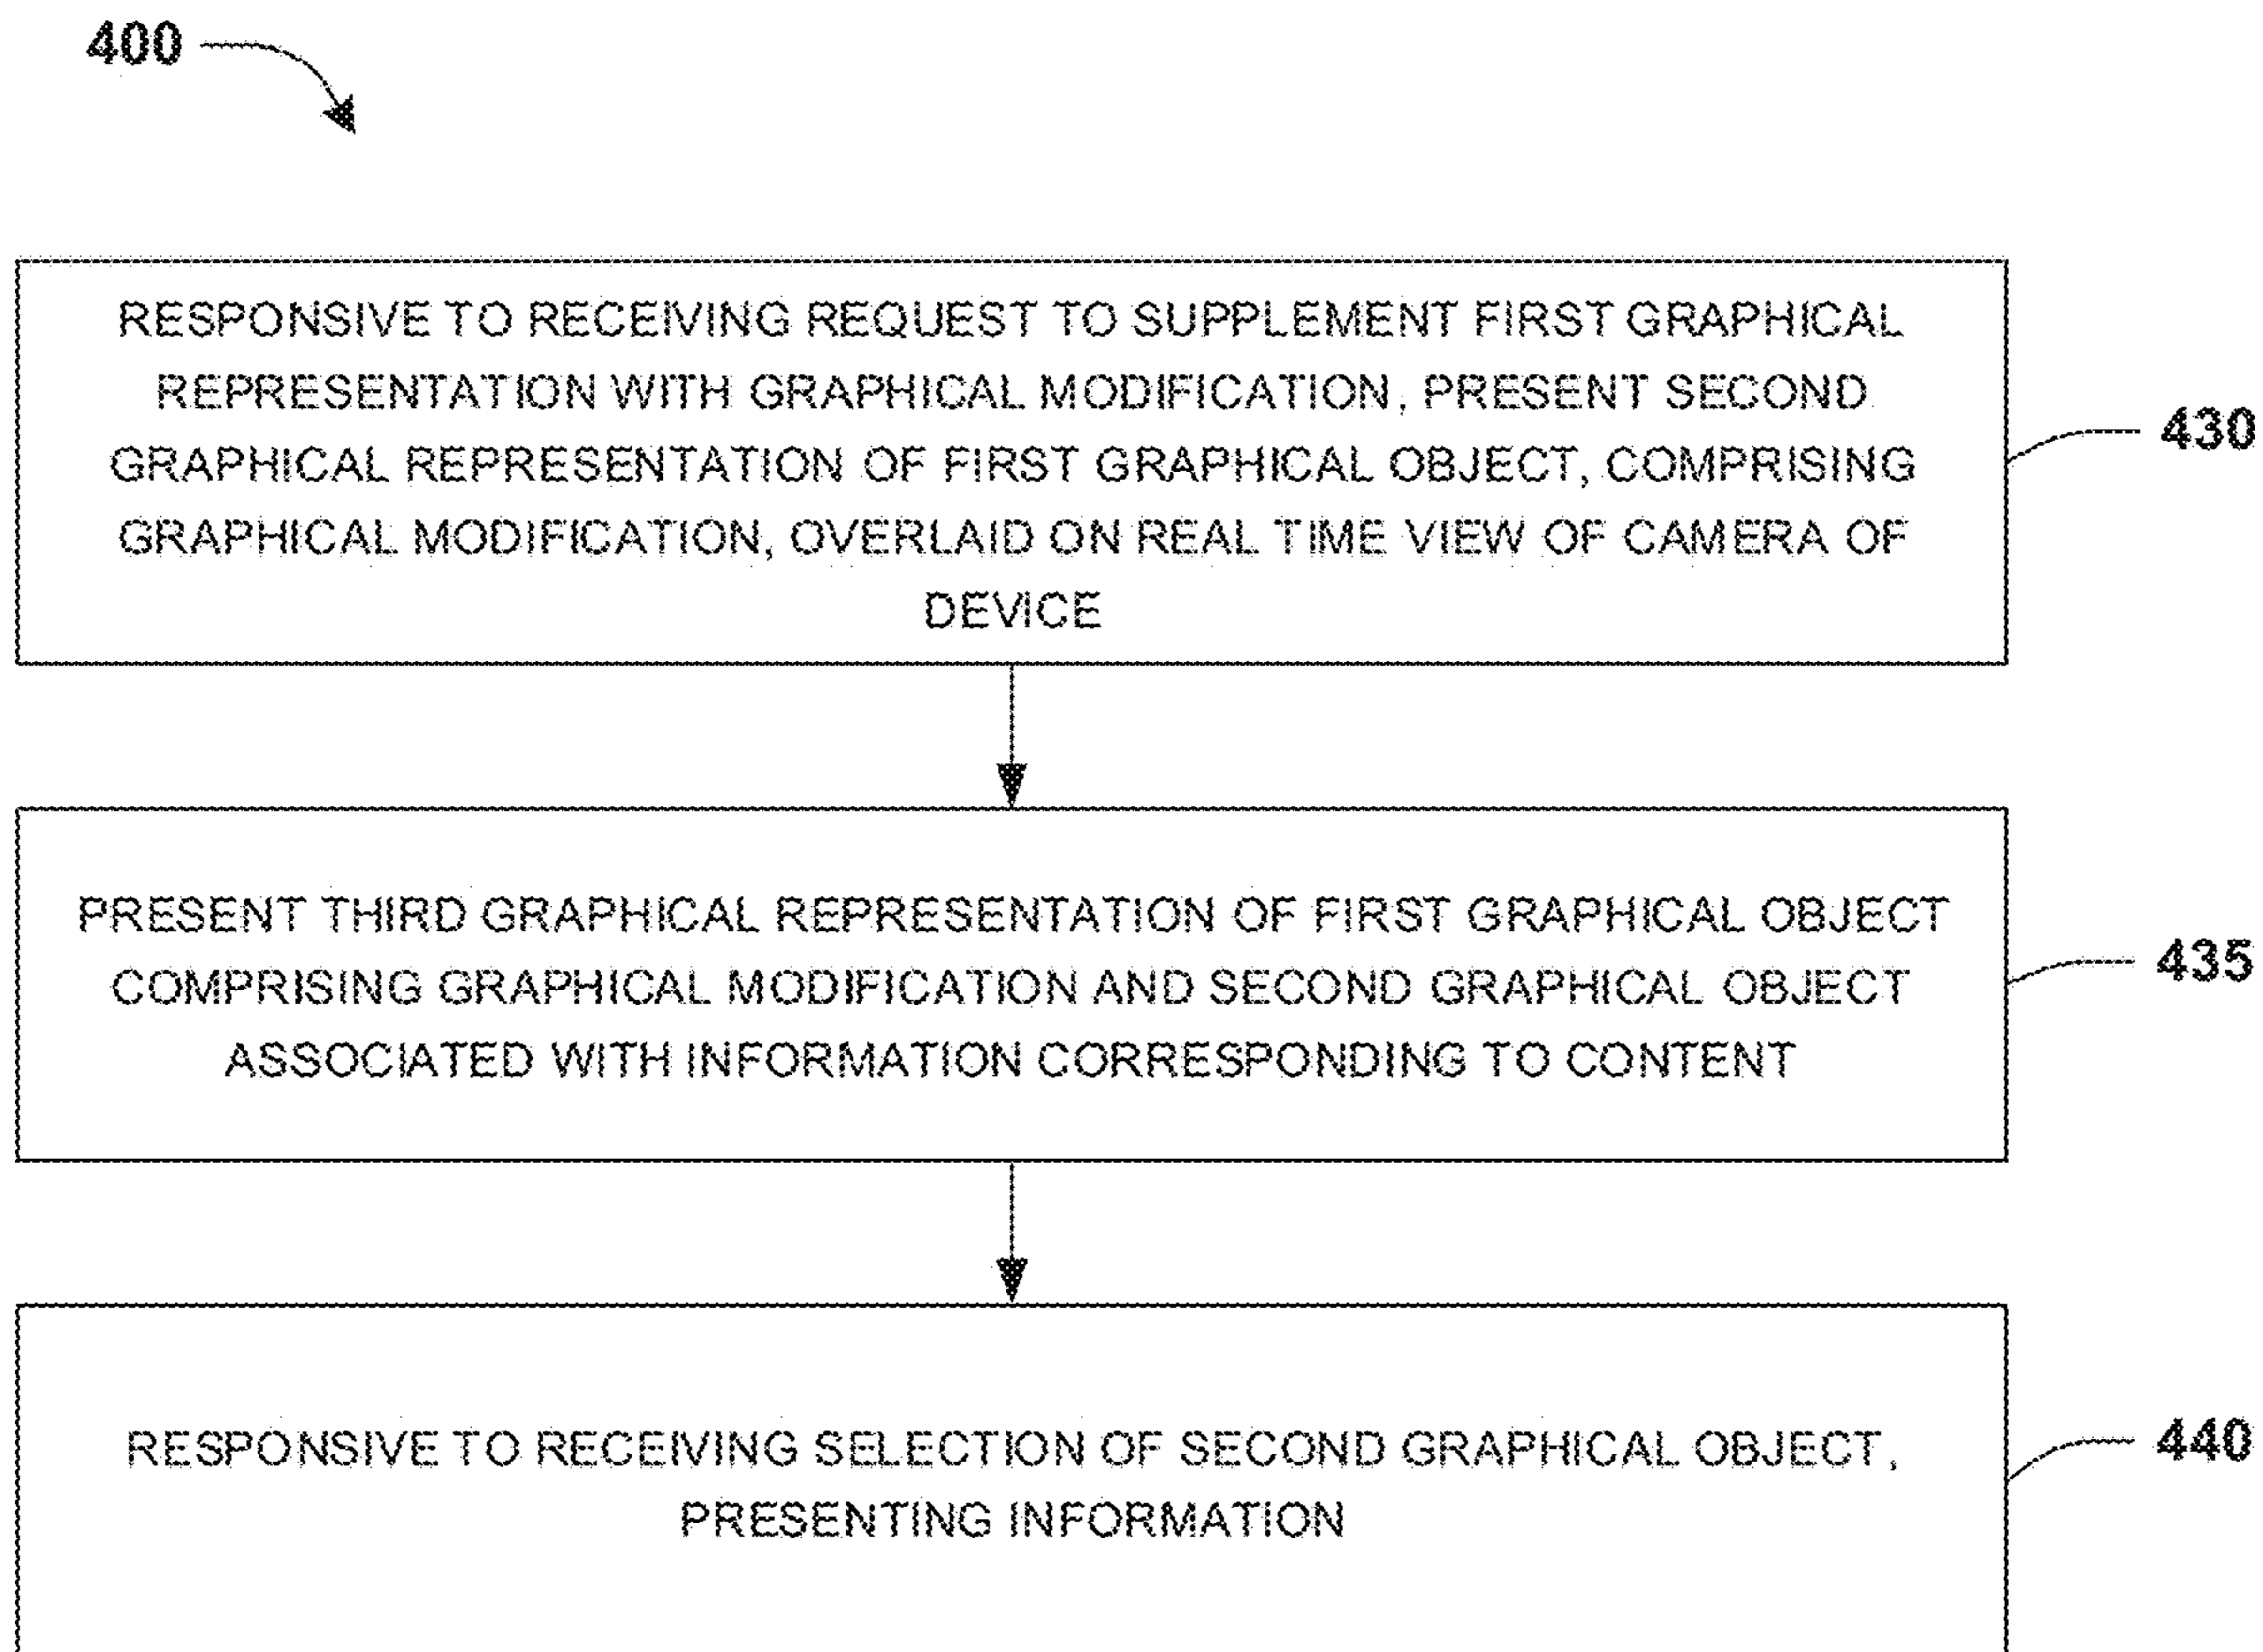 400
RESPONSIVE TO RECEIVING REQUEST TO SUPPLEMENT FIRST GRAPHICAL
REPRESENTATION WITH GRAPHICAL MODIFICATION, PRESENT SECOND
GRAPHICAL REPRESENTATION OF FIRST GRAPHICAL OBJECT, COMPRISING
GRAPHICAL MODIFICATION, OVERLAID ON REAL TIME VIEW OF CAMERA OF
DEVICE
430
PRESENT THIRD GRAPHICAL REPRESENTATION OF FIRST GRAPHICAL OBJECT
COMPRISING GRAPHICAL MODIFICATION AND SECOND GRAPHICAL OBJECT
ASSOCIATED WITH INFORMATION CORRESPONDING TO CONTENT
435
RESPONSIVE TO RECEIVING SELECTION OF SECOND GRAPHICAL OBJECT,
PRESENTING INFORMATION
440